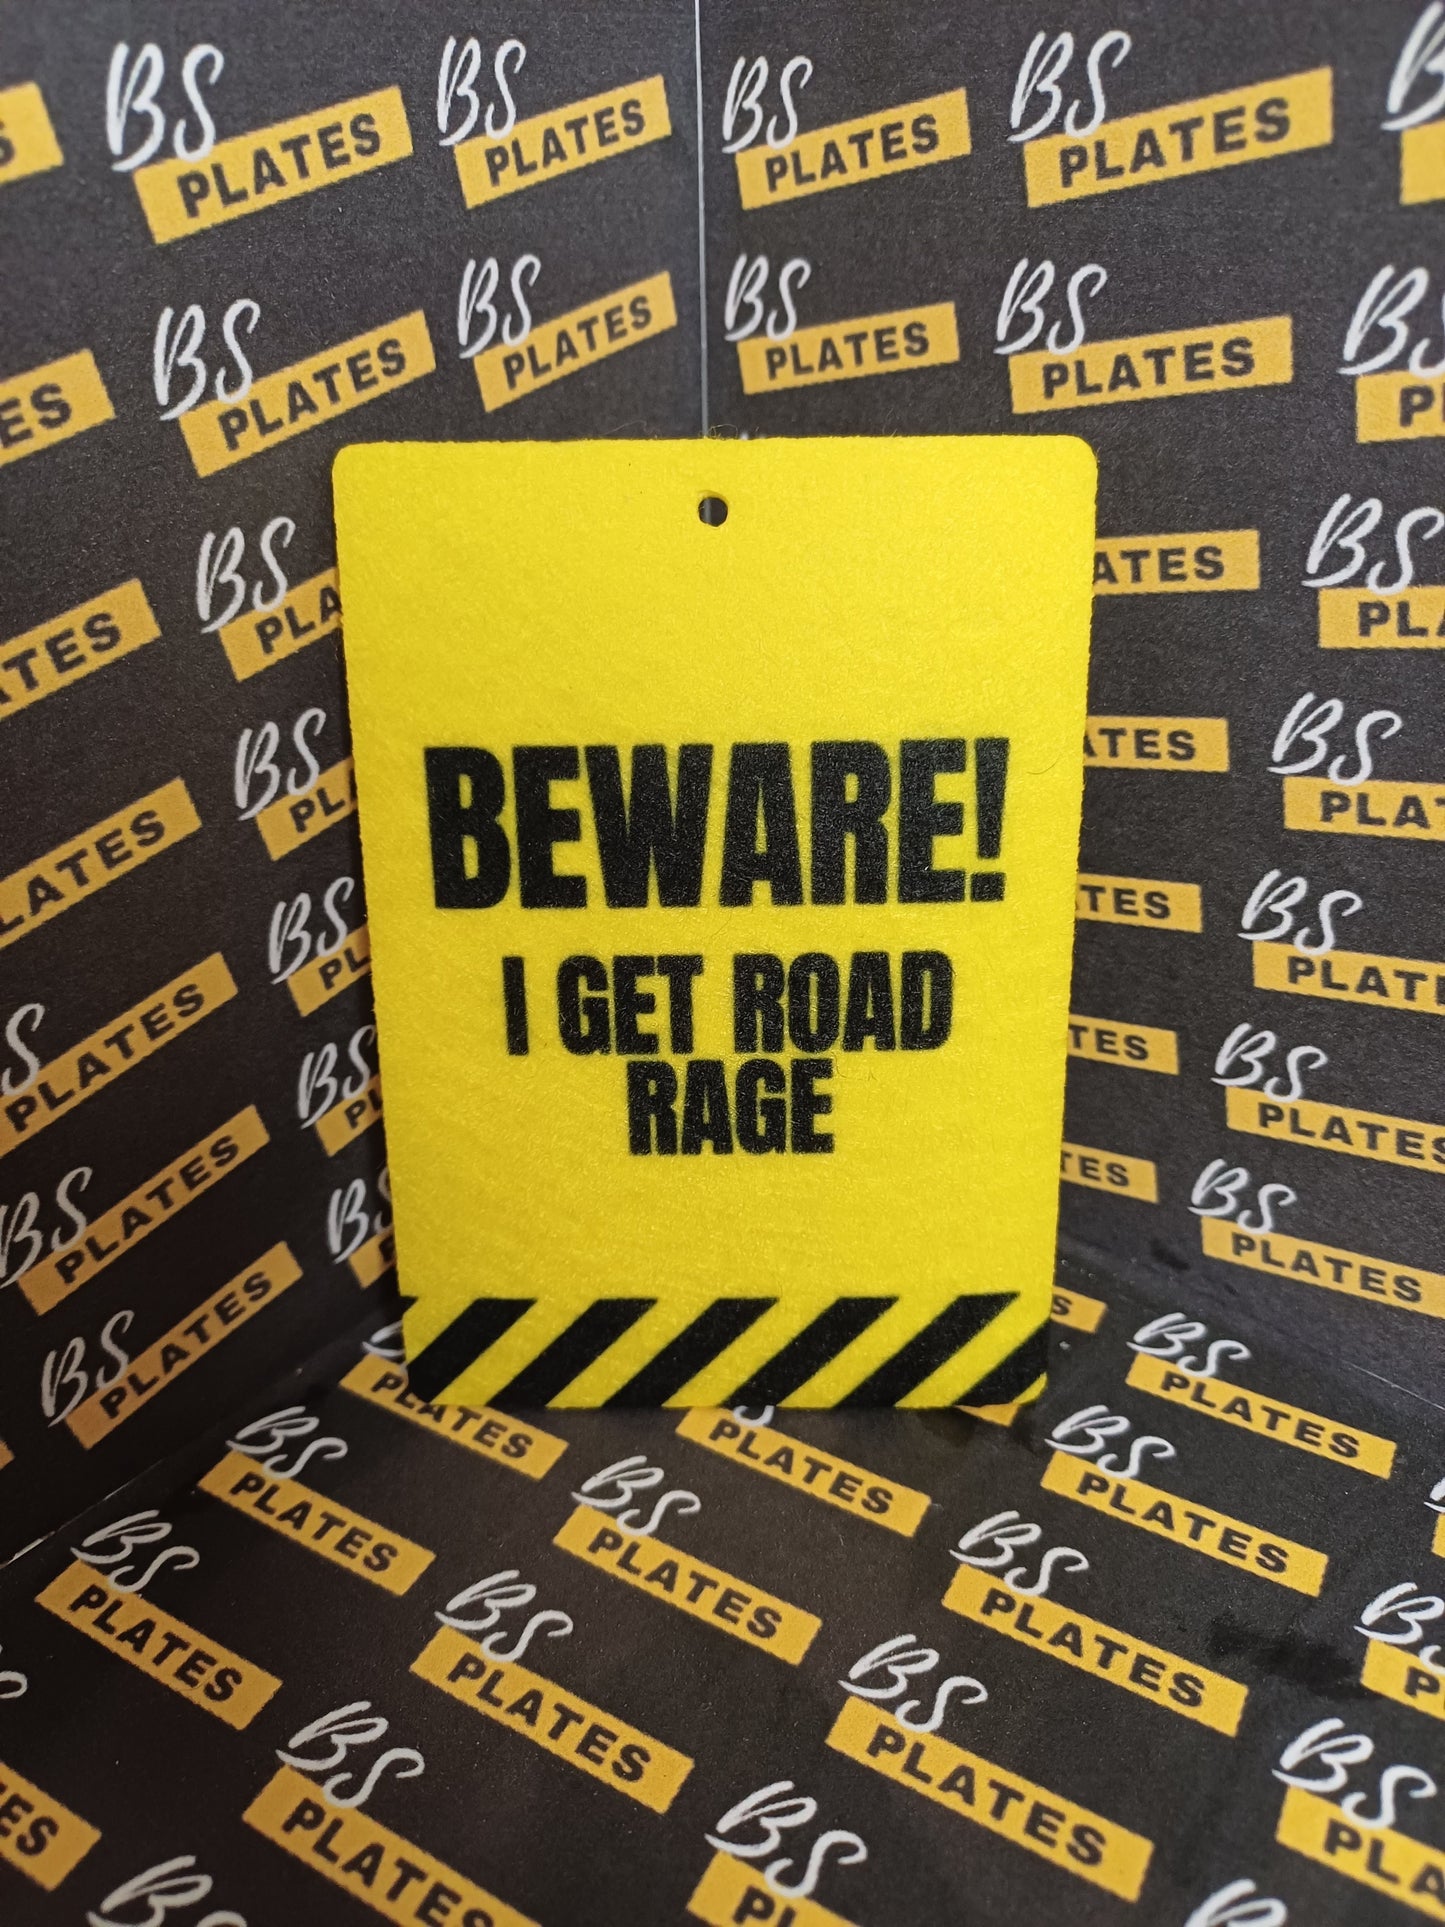 BEWARE!
I GET ROAD
RAGE
BS
PLATES